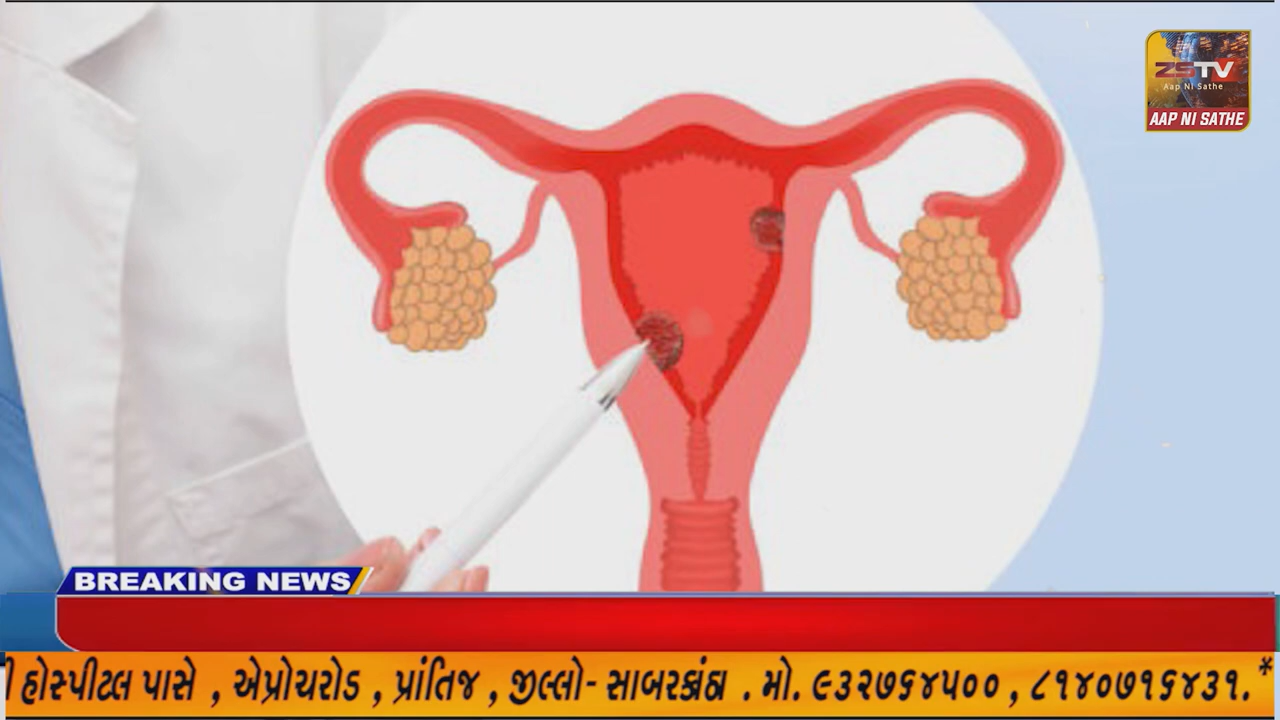 ZSTV
Aap Ni Sathe
AAP NI SATHE
BREAKING NEWS
હોસ્પીટલ પાસે , એપ્રોચરોડ , પ્રાંતિજ , જીલ્લો- સાબરકાંઠા . મો. ૯૩૨૭૬૪૫૦૦ , ૮૧૪૦૭૧૬૪૩૧.*